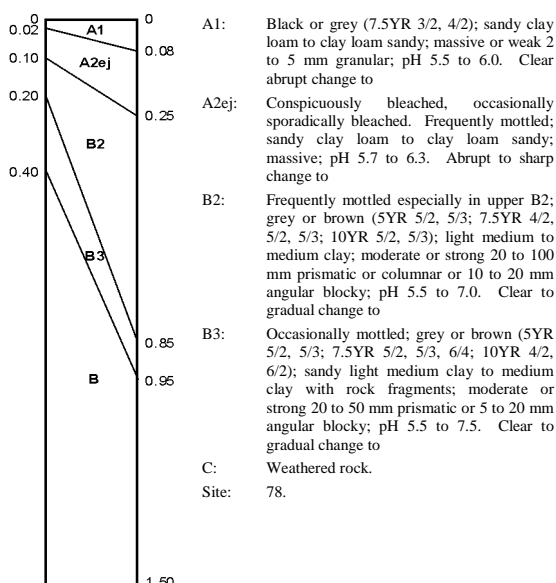 0
0.02
0.10
0.20
0.40
A1
A2ej
B2
B3
B
0
0.08
0.25
0.85
0.95
1.50
A1: Black or grey (7.5YR 3/2, 4/2); sandy clay
loam to clay loam sandy; massive or weak 2
to 5 mm granular; pH 5.5 to 6.0. Clear
abrupt change to
A2ej: Conspicuously bleached, occasionally
sporadically bleached. Frequently mottled;
sandy clay loam to clay loam sandy;
massive; pH 5.7 to 6.3. Abrupt to sharp
change to
B2: Frequently mottled especially in upper B2;
grey or brown (5YR 5/2, 5/3; 7.5YR 4/2,
5/2, 5/3; 10YR 5/2, 5/3); light medium to
medium clay; moderate or strong 20 to 100
mm prismatic or columnar or 10 to 20 mm
angular blocky; pH 5.5 to 7.0. Clear to
gradual change to
B3: Occasionally mottled; grey or brown (5YR
5/2, 5/3; 7.5YR 5/2, 5/3, 6/4; 10YR 4/2,
6/2); sandy light medium clay to medium
clay with rock fragments; moderate or
strong 20 to 50 mm prismatic or 5 to 20 mm
angular blocky; pH 5.5 to 7.5. Clear to
gradual change to
C: Weathered rock.
Site: 78.